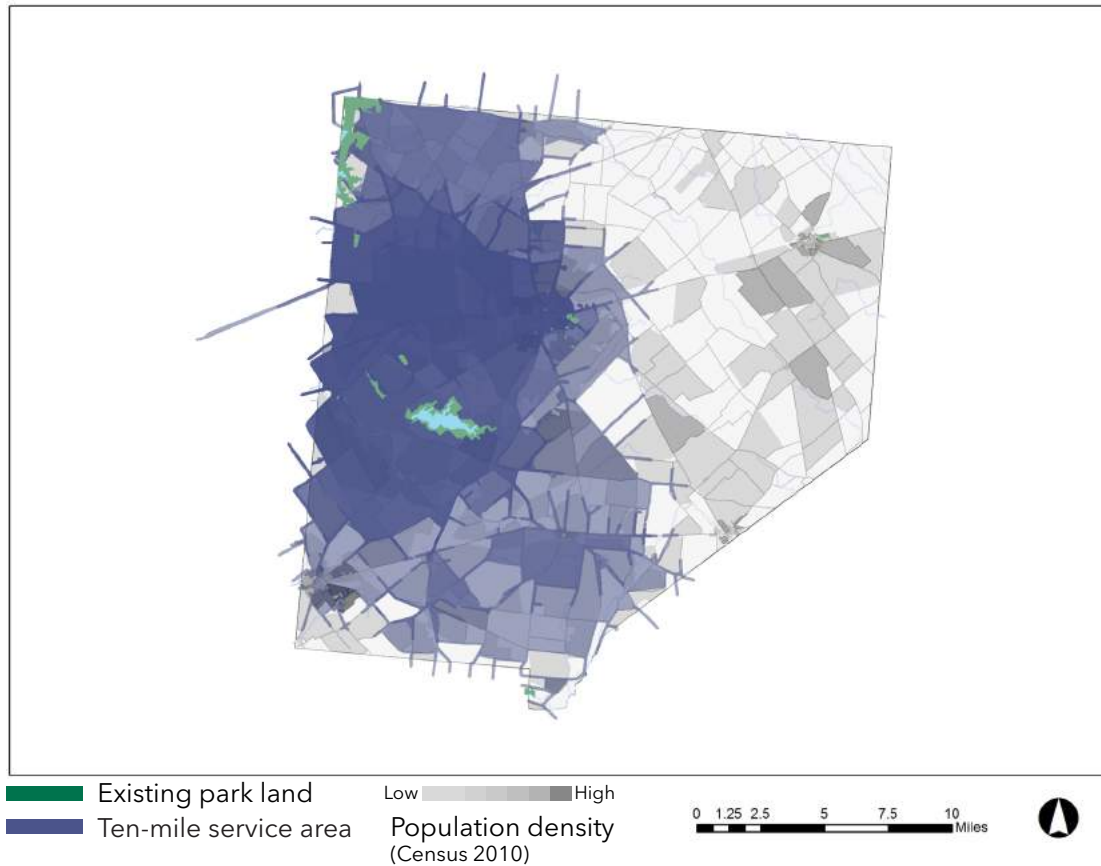 Existing park land
Ten-mile service area
Low High
Population density
(Census 2010)
0 1.25 2.5 5 7.5 10
Miles